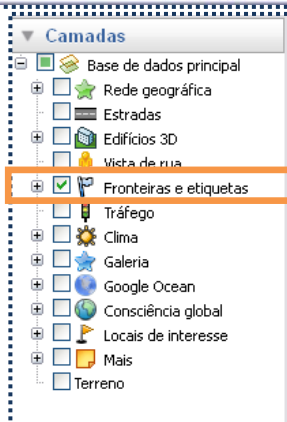 Camadas
Base de dados principal
Rede geográfica
Estradas
Edifícios 3D
Vista de rua
Fronteiras e etiquetas
Tráfego
Clima
Galeria
Google Ocean
Consciência global
Locais de interesse
Mais
Terreno